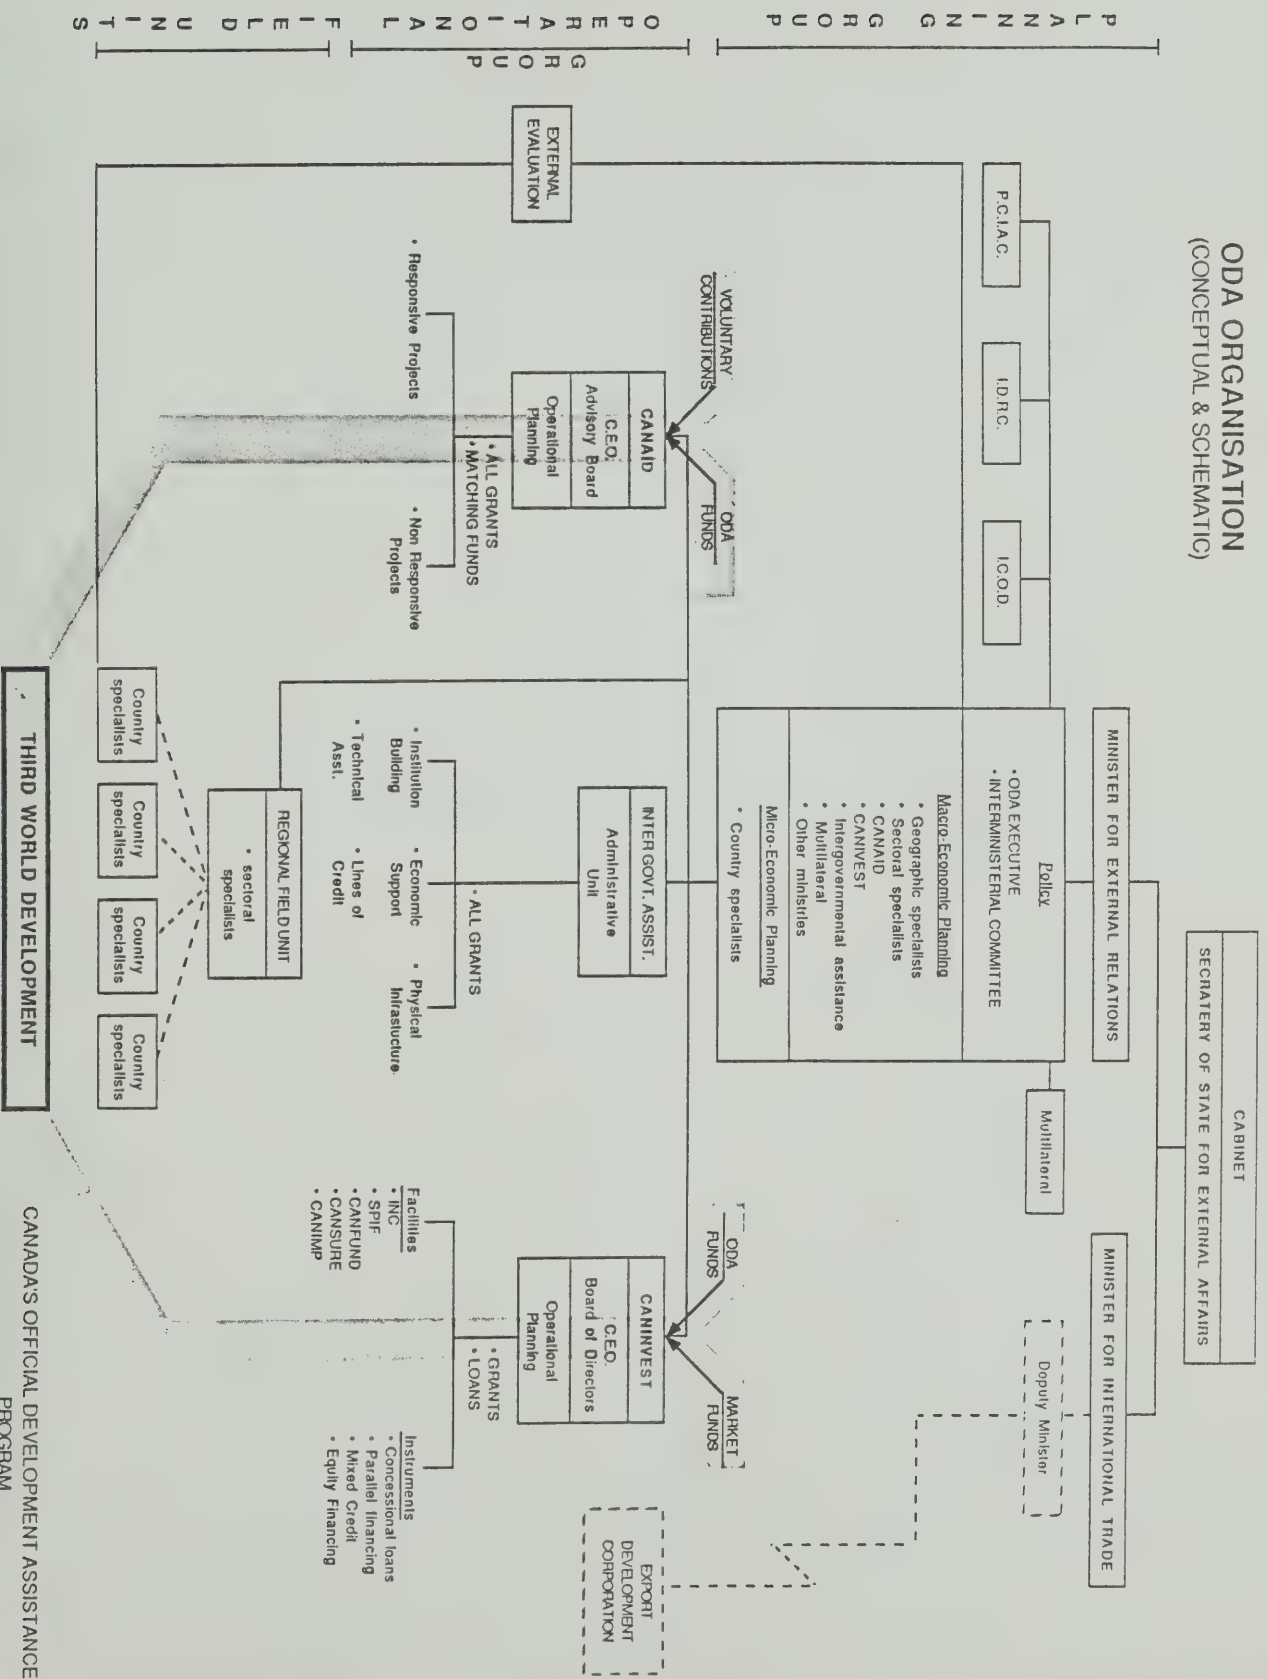 ODA ORGANISATION
(CONCEPTUAL & SCHEMATIC)
CABINET
SECRATERY OF STATE FOR EXTERNAL AFFAIRS
MINISTER FOR EXTERNAL RELATIONS
MINISTER FOR INTERNATIONAL TRADE
Deputy Minister
P.C.I.A.C.
I.D.R.C.
I.C.O.D.
Multilateral
PLANNING GROUP
Policy
• ODA EXECUTIVE
• INTERMINISTERIAL COMMITTEE
Macro-Economic Planning
• Geographic specialists
• Sectoral specialists
• CANAID
• CANIVEST
• Intergovernmental assistance
• Multilateral
• Other ministries
Micro-Economic Planning
• Country specialists
VOLUNTARY
CONTRIBUTIONS
ODA
FUNDS
ODA
FUNDS
MARKET
FUNDS
OPERATIONAL
GROUP
EXTERNAL
EVALUATION
CANAID
C.E.O.
Advisory Board
Operational
Planning
• ALL GRANTS
• MATCHING FUNDS
• Responsive Projects
• Non Responsive
Projects
INTER GOVT. ASSIST.
Administrative
Unit
• ALL GRANTS
• Institution
Building
• Economic
Support
• Physical
Infrastucture
• Technical
Asst.
• Lines of
Credit
CANINVEST
C.E.O.
Board of Directors
Operational
Planning
• GRANTS
• LOANS
Facilities
• INC
• SPIF
• CANFUND
• CANSURE
• CANIMP
Instruments
• Concessional loans
• Parallel financing
• Mixed Credit
• Equity Financing
EXPORT
DEVELOPMENT
CORPORATION
FIELD UNITS
REGIONAL FIELD UNIT
• sectoral
specialists
Country
specialists
Country
specialists
Country
specialists
Country
specialists
THIRD WORLD DEVELOPMENT
CANADA'S OFFICIAL DEVELOPMENT ASSISTANCE
PROGRAM